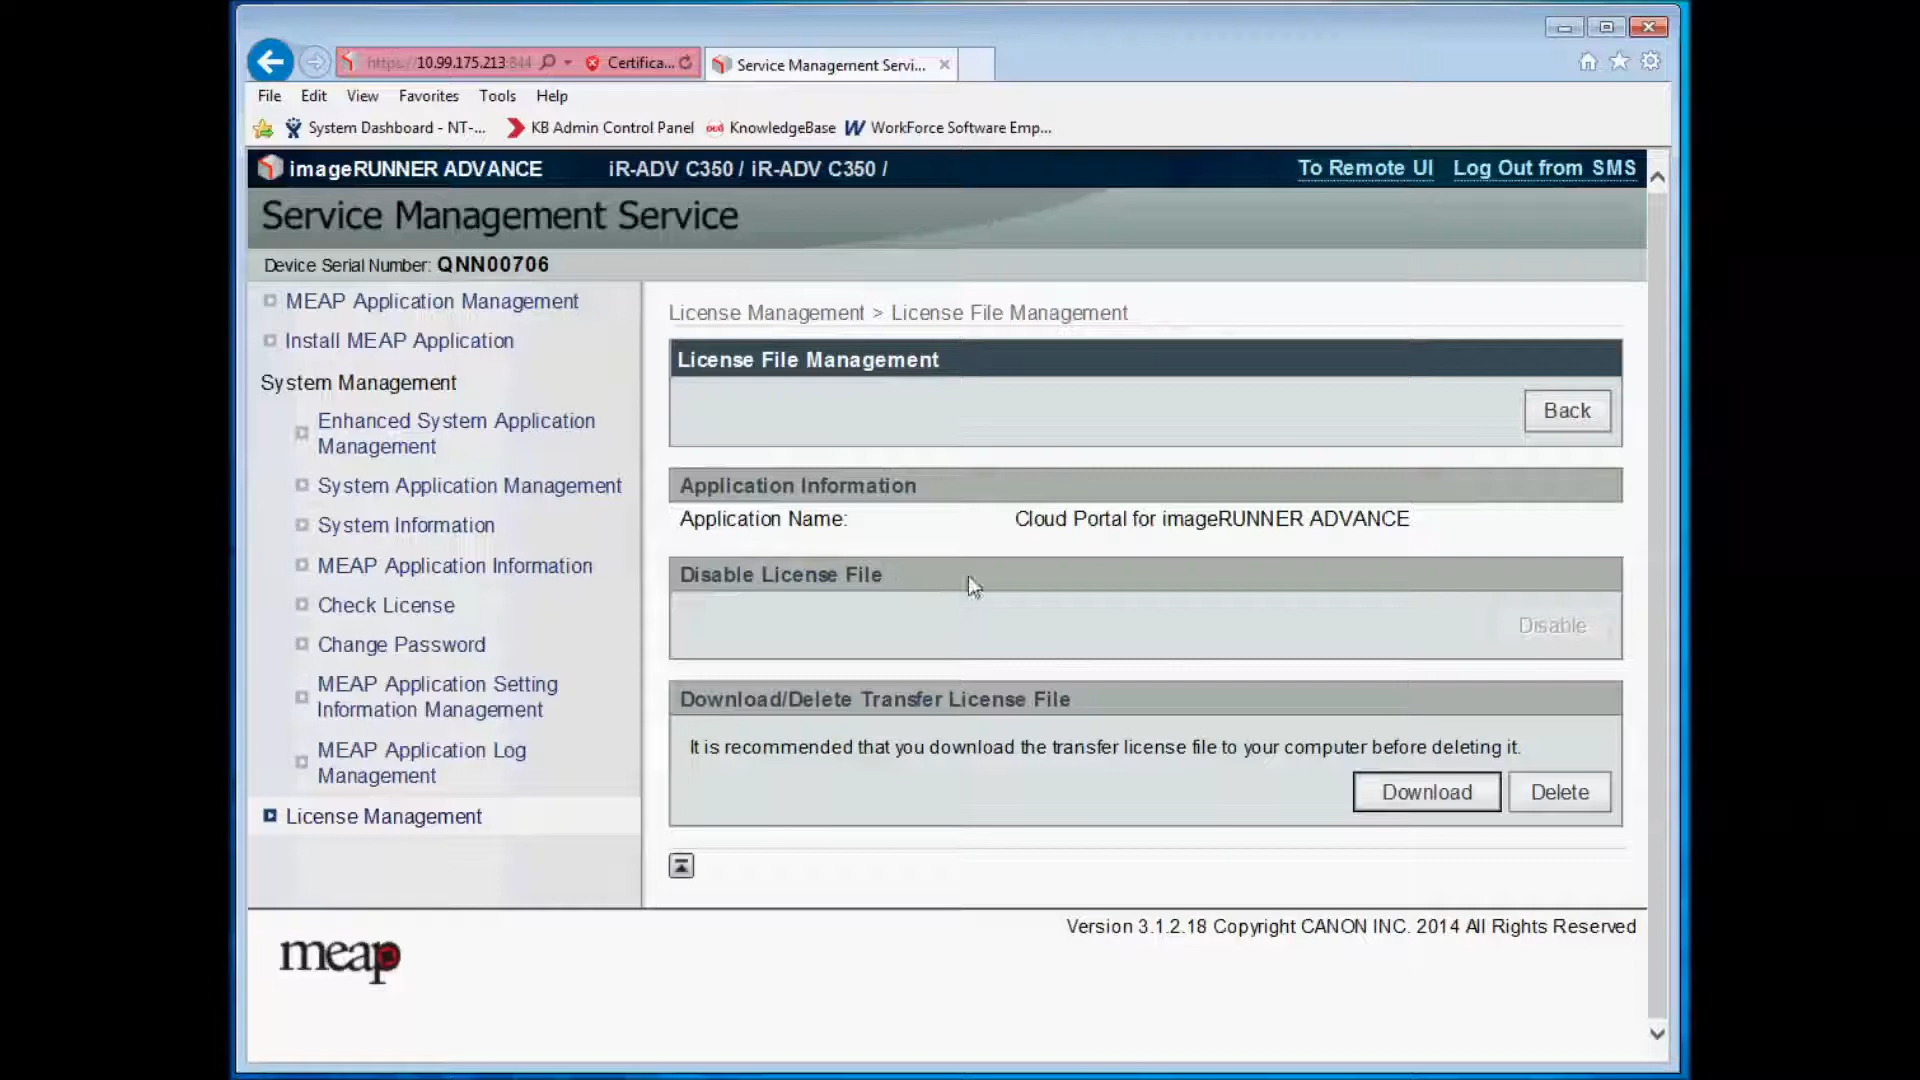 https://10.99.175.213:844
Certifica...
Service Management Servi...
File Edit View Favorites Tools Help
System Dashboard - NT-... KB Admin Control Panel KnowledgeBase WorkForce Software Emp...
imageRUNNER ADVANCE iR-ADV C350 / iR-ADV C350 / To Remote UI Log Out from SMS
Service Management Service
Device Serial Number: QNN00706
MEAP Application Management
Install MEAP Application
System Management
Enhanced System Application
Management
System Application Management
System Information
MEAP Application Information
Check License
Change Password
MEAP Application Setting
Information Management
MEAP Application Log
Management
License Management
License Management > License File Management
License File Management
Back
Application Information
Application Name: Cloud Portal for imageRUNNER ADVANCE
Disable License File
Disable
Download/Delete Transfer License File
It is recommended that you download the transfer license file to your computer before deleting it.
Download Delete
Version 3.1.2.18 Copyright CANON INC. 2014 All Rights Reserved
meap